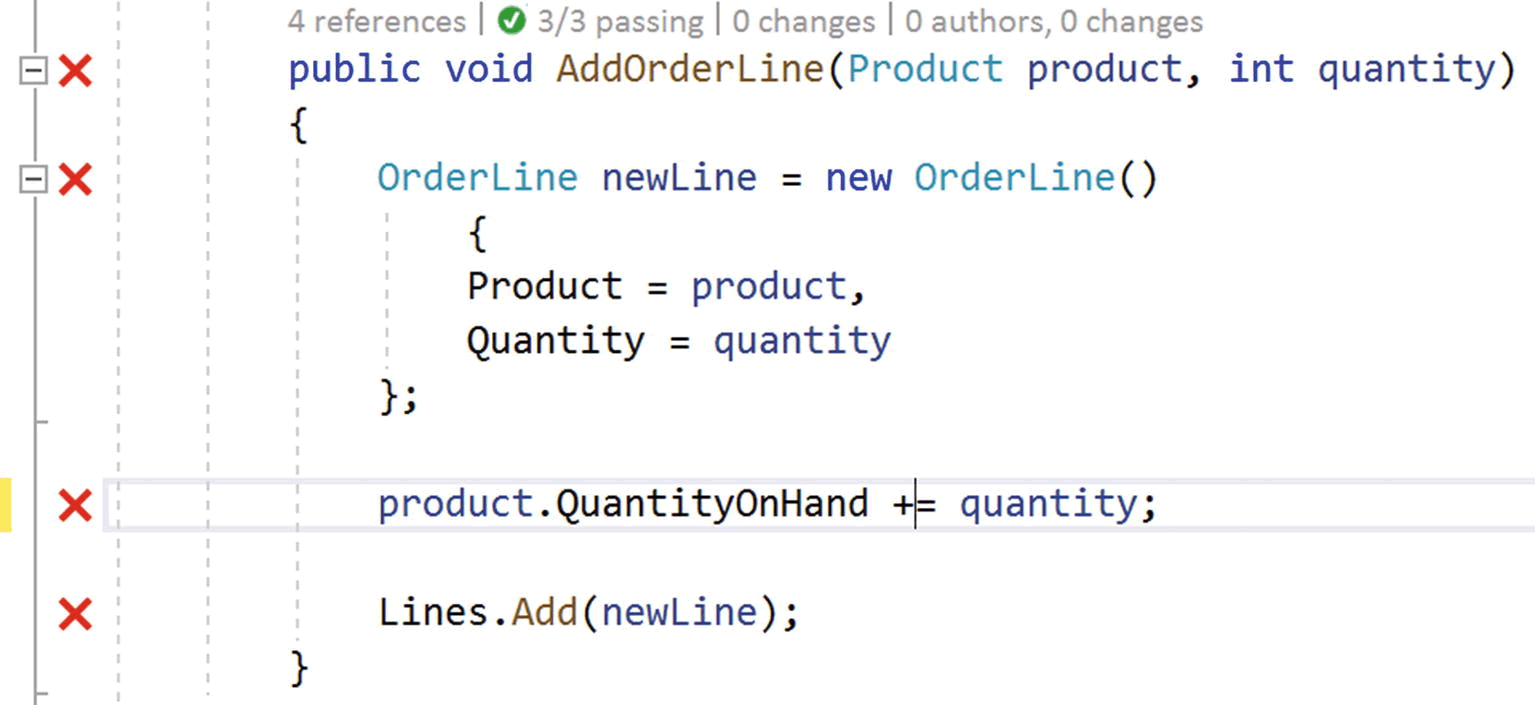 4 references | 3/3 passing | 0 changes | 0 authors, 0 changes
public void AddOrderLine(Product product, int quantity)
{
OrderLine newLine = new OrderLine()
{
Product = product,
Quantity = quantity
};
product.QuantityOnHand += quantity;
Lines.Add(newLine);
}